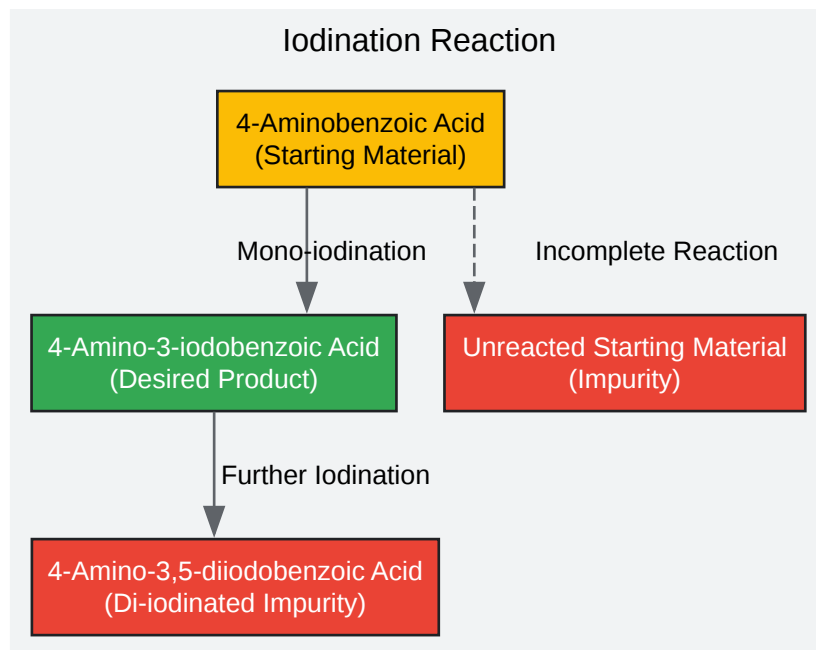 Iodination Reaction
4-Aminobenzoic Acid
(Starting Material)
Mono-iodination
Incomplete Reaction
4-Amino-3-iodobenzoic Acid
(Desired Product)
Unreacted Starting Material
(Impurity)
Further Iodination
4-Amino-3,5-diiodobenzoic Acid
(Di-iodinated Impurity)